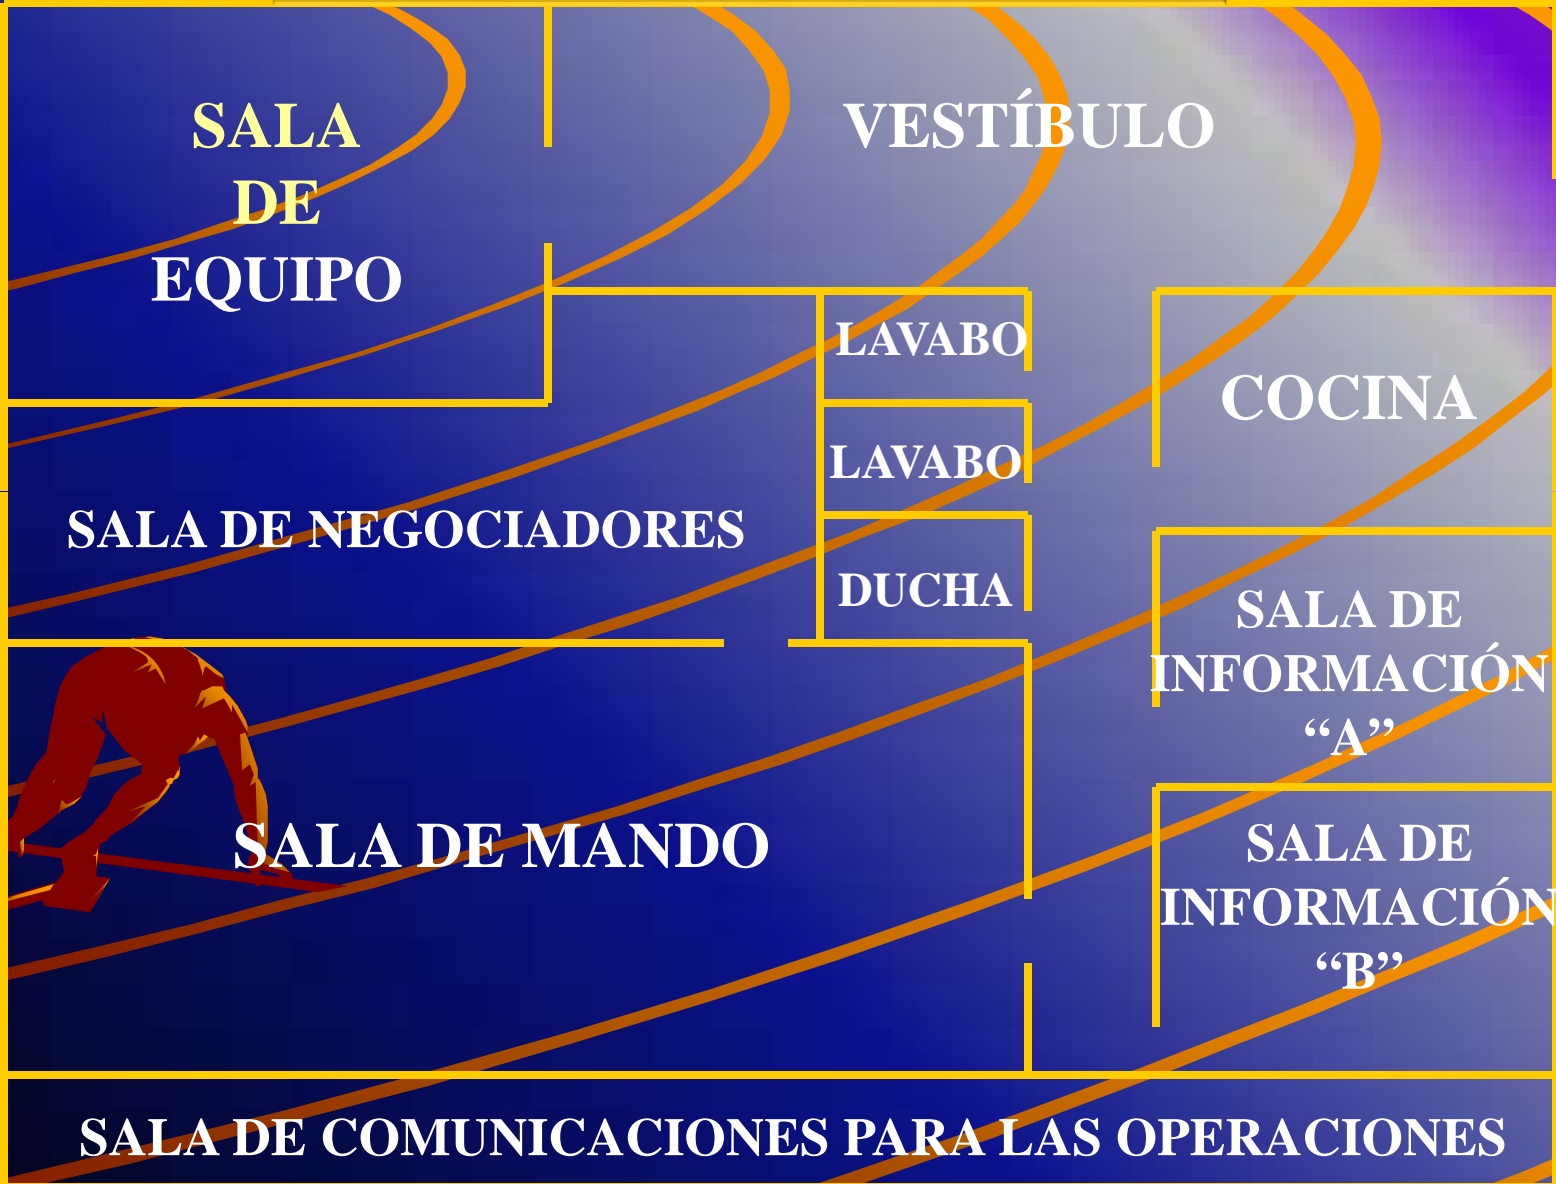 SALA
DE
EQUIPO
VESTÍBULO
LAVABO
COCINA
LAVABO
SALA DE NEGOCIADORES
DUCHA
SALA DE
INFORMACIÓN
“A”
SALA DE MANDO
SALA DE
INFORMACIÓN
“B”
SALA DE COMUNICACIONES PARA LAS OPERACIONES